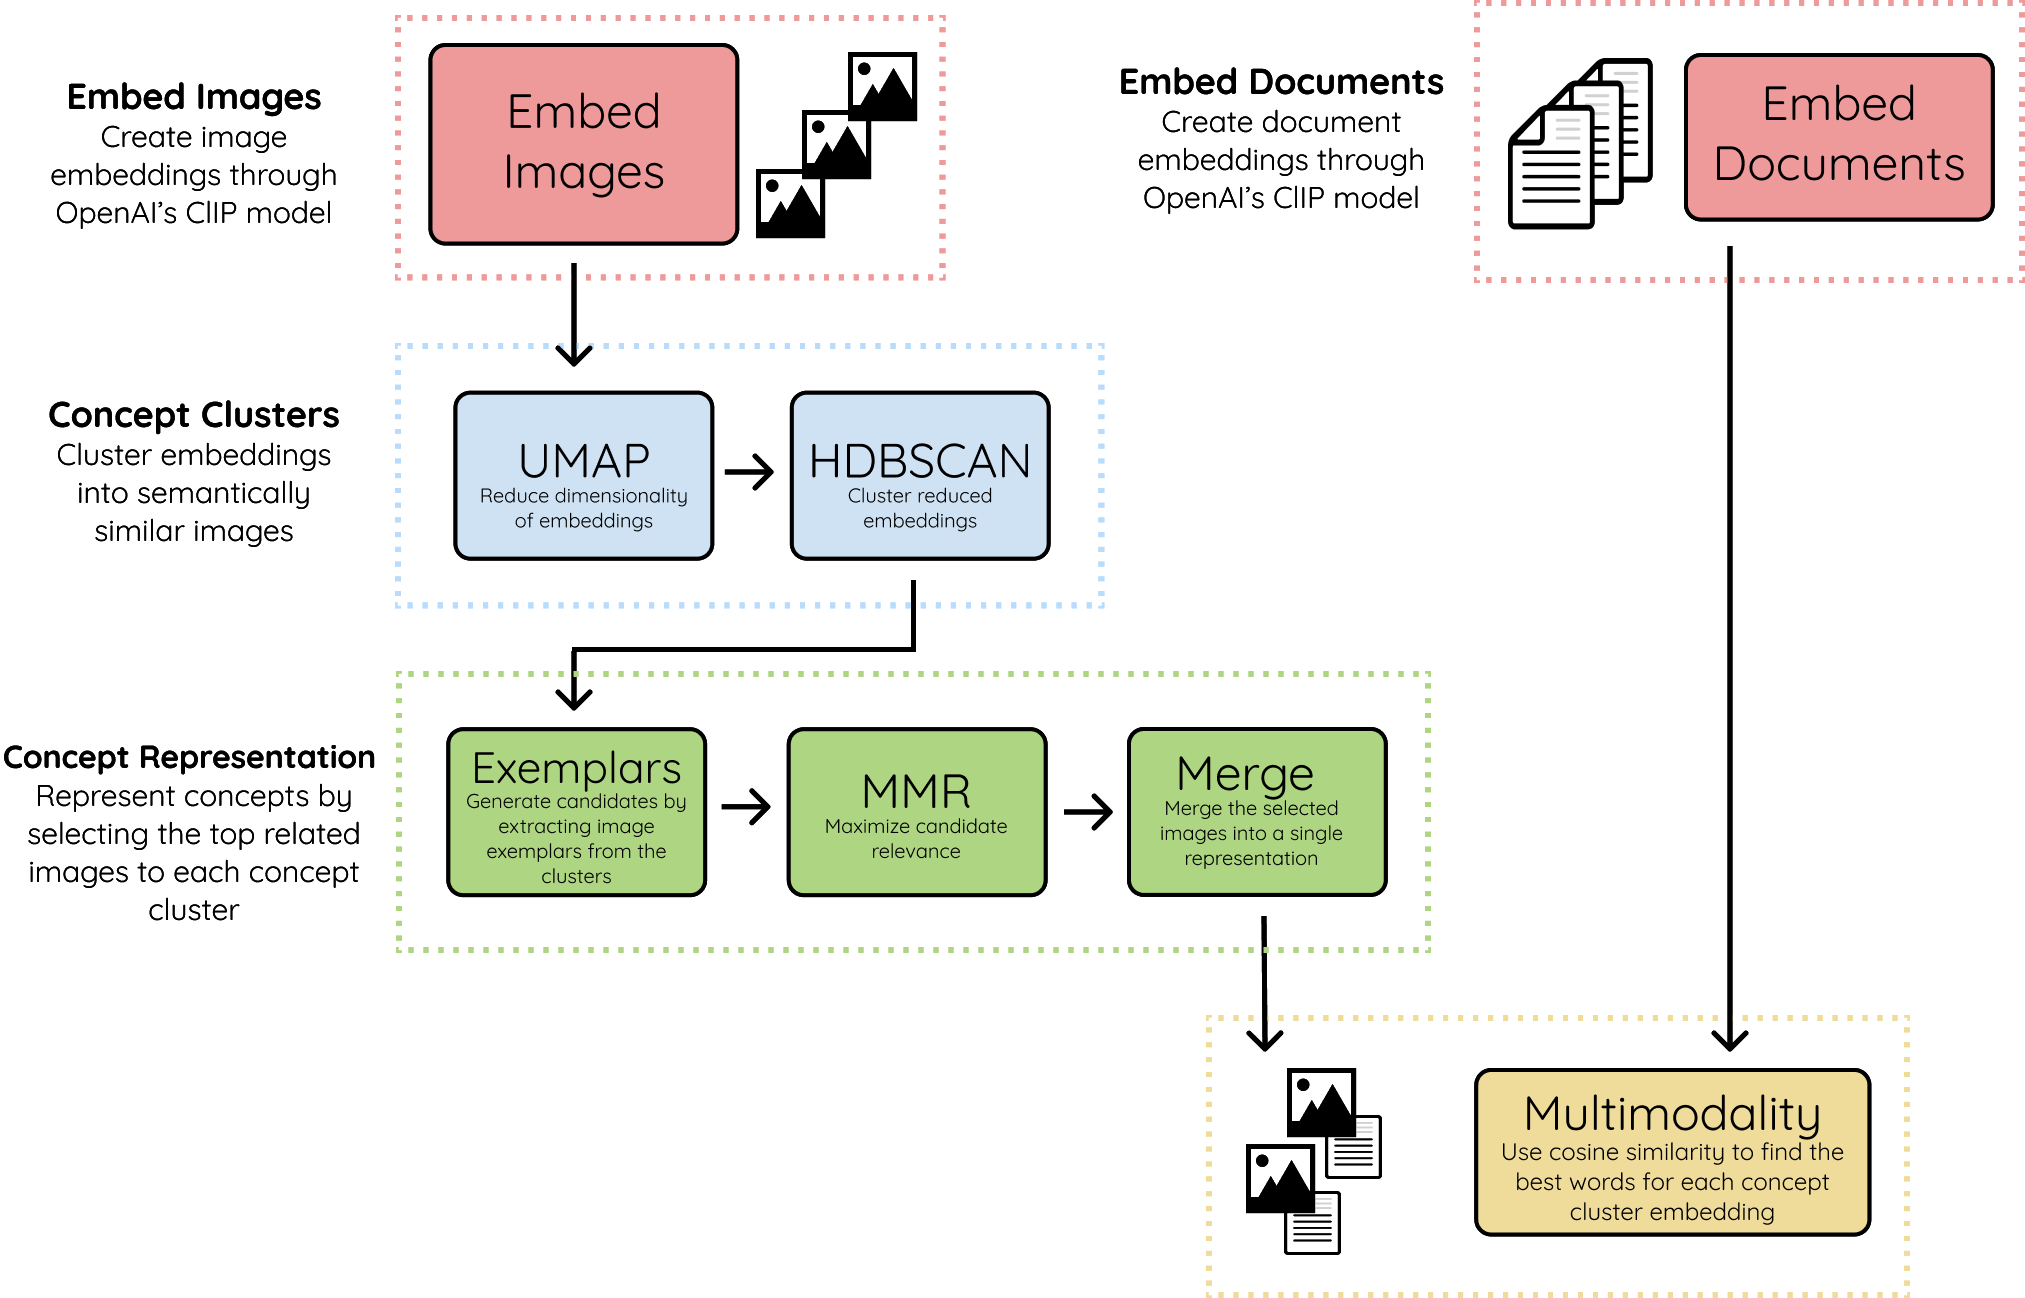 Embed Images
Create image
embeddings through
OpenAI's ClIP model
Embed
Images
Embed Documents
Create document
embeddings through
OpenAI's ClIP model
Embed
Documents
Concept Clusters
Cluster embeddings
into semantically
similar images
UMAP
Reduce dimensionality
of embeddings
HDBSCAN
Cluster reduced
embeddings
Concept Representation
Represent concepts by
selecting the top related
images to each concept
cluster
Exemplars
Generate candidates by
extracting image
exemplars from the
clusters
MMR
Maximize candidate
relevance
Merge
Merge the selected
images into a single
representation
Multimodality
Use cosine similarity to find the
best words for each concept
cluster embedding